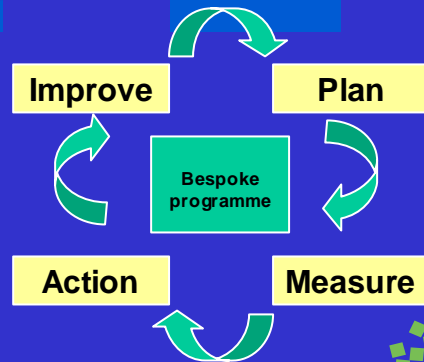 Improve
Plan
Bespoke
programme
Action
Measure